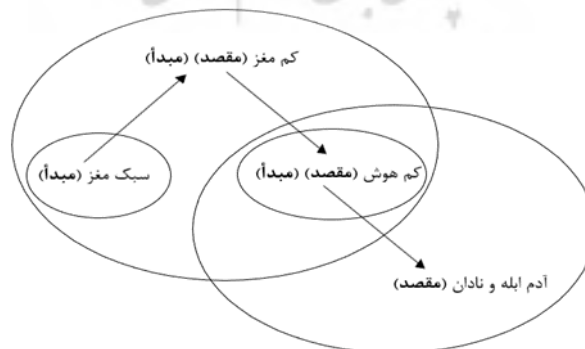 کم مغز (مقصد) (مبدأ)
کم هوش (مقصد) (مبدأ)
سبک مغز (مبدأ)
آدم ابله و نادان (مقصد)